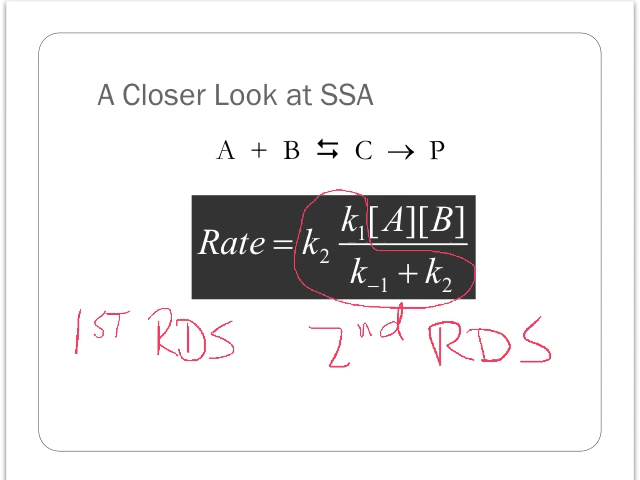 A Closer Look at SSA
A + B ⇆ C → P
Rate = k₂ k₁[A][B] / k₋₁ + k₂
1ST RDS 2nd RDS